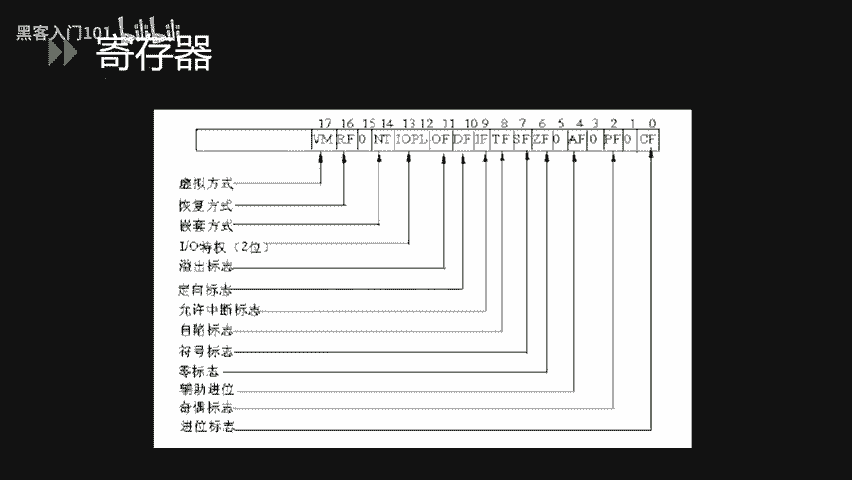 黑客入门101 bilibili
寄存器
17 16 15 14 13 12 11 10 9 8 7 6 5 4 3 2 1 0
VM RF 0 NT IOPL OF DF IF TF SF ZF 0 AF 0 PF 0 CF
虚拟方式
恢复方式
嵌套方式
I/O特权（2位）
溢出标志
定向标志
允许中断标志
自陷标志
符号标志
零标志
辅助进位
奇偶标志
进位标志